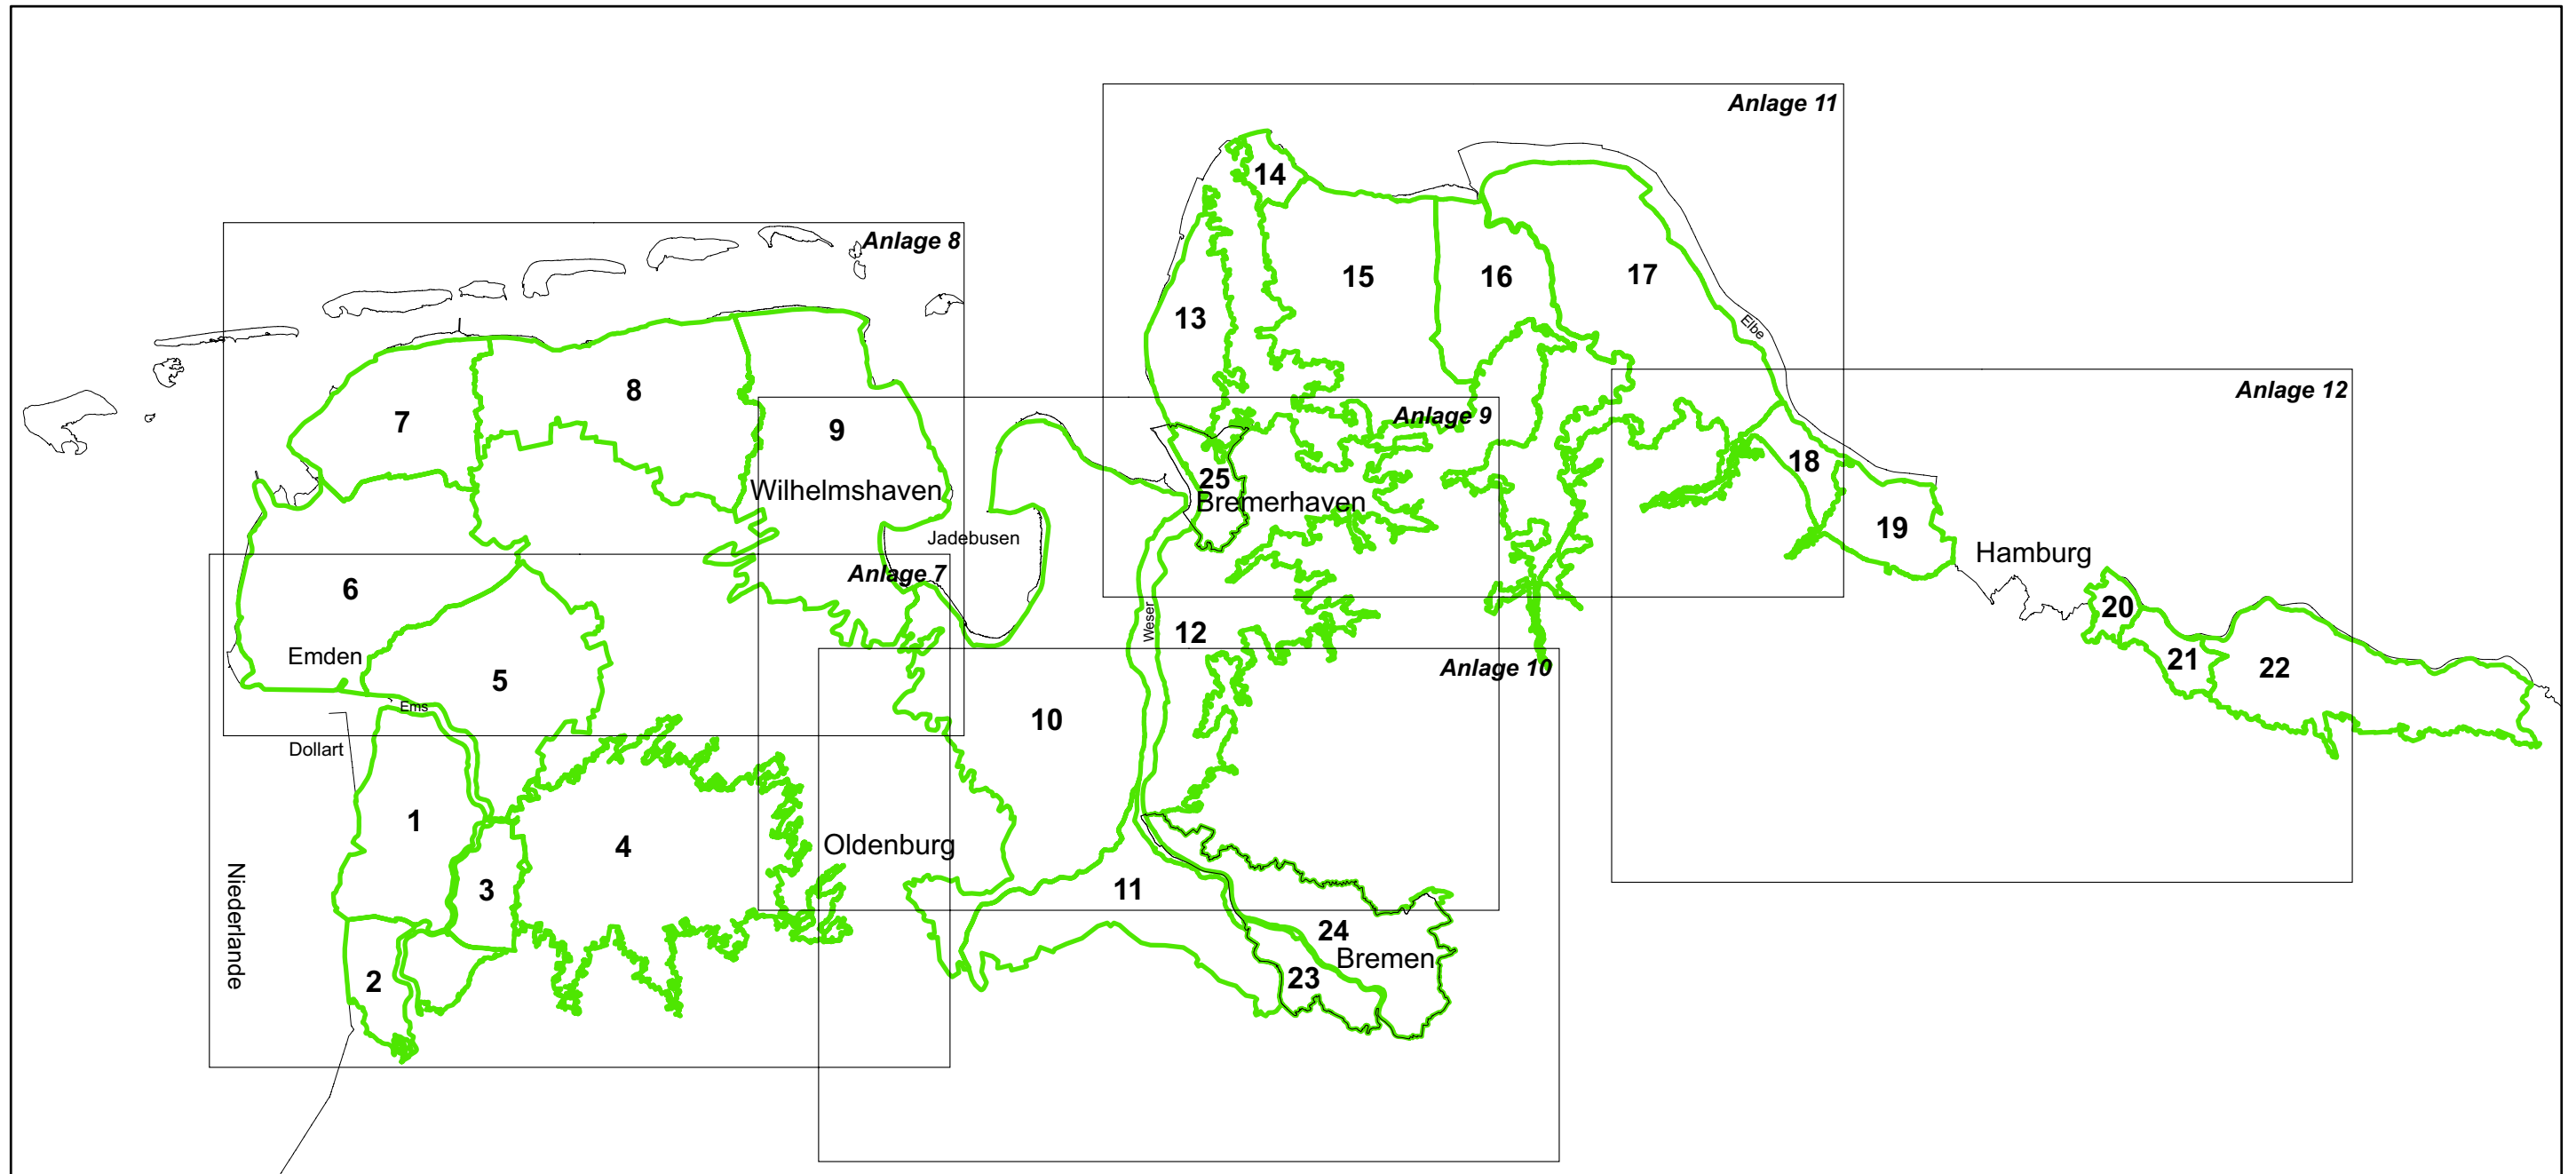 Anlage 11
14
Anlage 8
15
16
17
13
Elbe
8
Anlage 12
7
Anlage 9
9
18
25
Wilhelmshaven
Bremerhaven
19
Jadebusen
Hamburg
Anlage 7
6
20
Weser
12
Emden
21
22
Anlage 10
5
Ems
10
Dollart
1
4
Oldenburg
3
11
Niederlande
24
Bremen
2
23